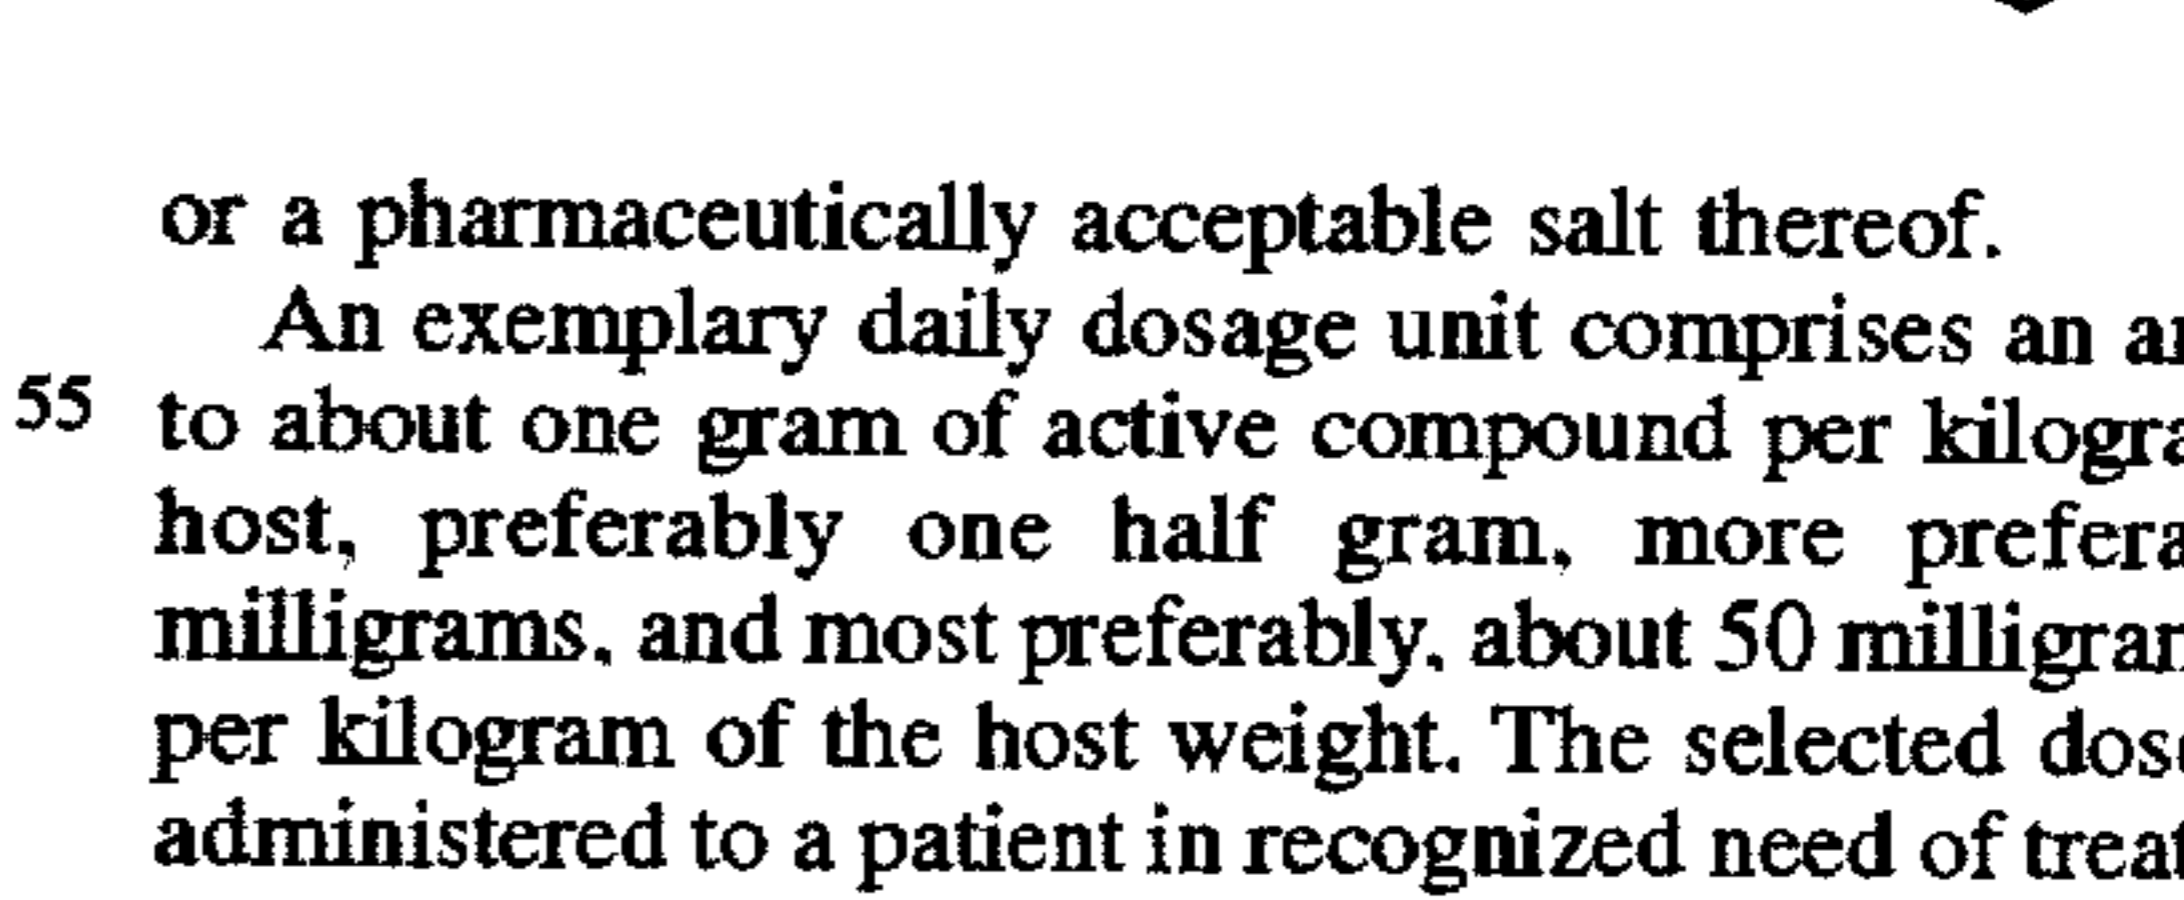 or a pharmaceutically acceptable salt thereof.
An exemplary daily dosage unit comprises an
55 to about one gram of active compound per
host, preferably one half gram, more
milligrams, and most preferably, about 50
per kilogram of the host weight. The selected
administered to a patient in recognized need of